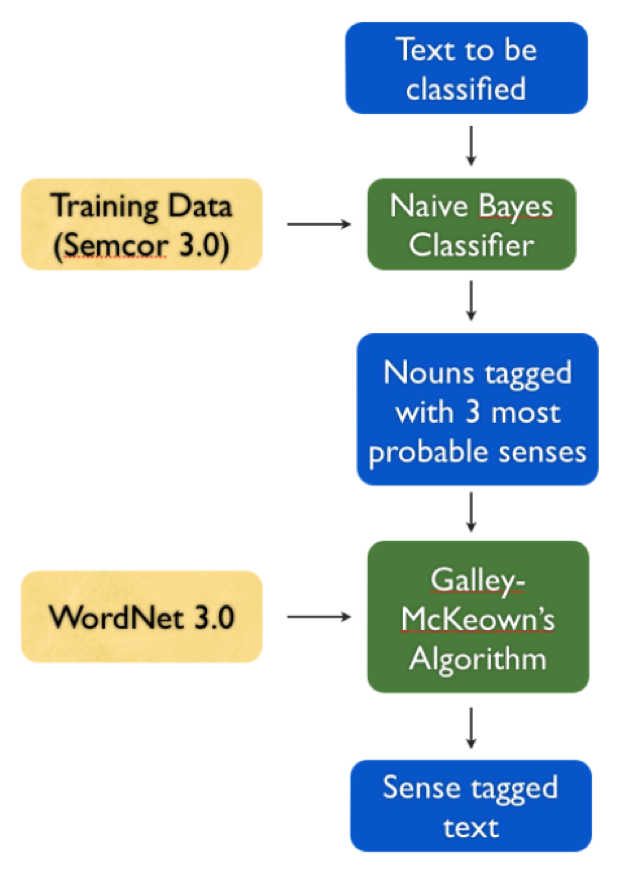 Text to be
classified
Training Data
(Semcor 3.0)
Naive Bayes
Classifier
Nouns tagged
with 3 most
probable senses
WordNet 3.0
Galley-
McKeown's
Algorithm
Sense tagged
text